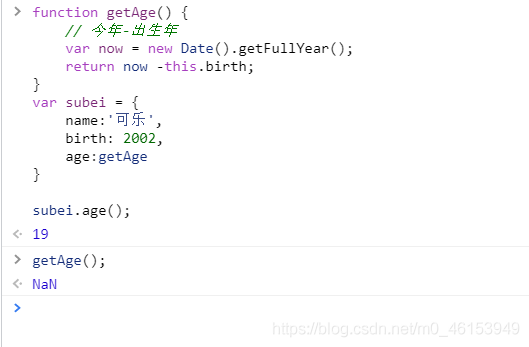 function getAge() {
// 今年-出生年
var now = new Date().getFullYear();
return now -this.birth;
}
var subei = {
name:'可乐',
birth: 2002,
age:getAge
}
subei.age();
19
getAge();
NaN
https://blog.csdn.net/m0_46153949